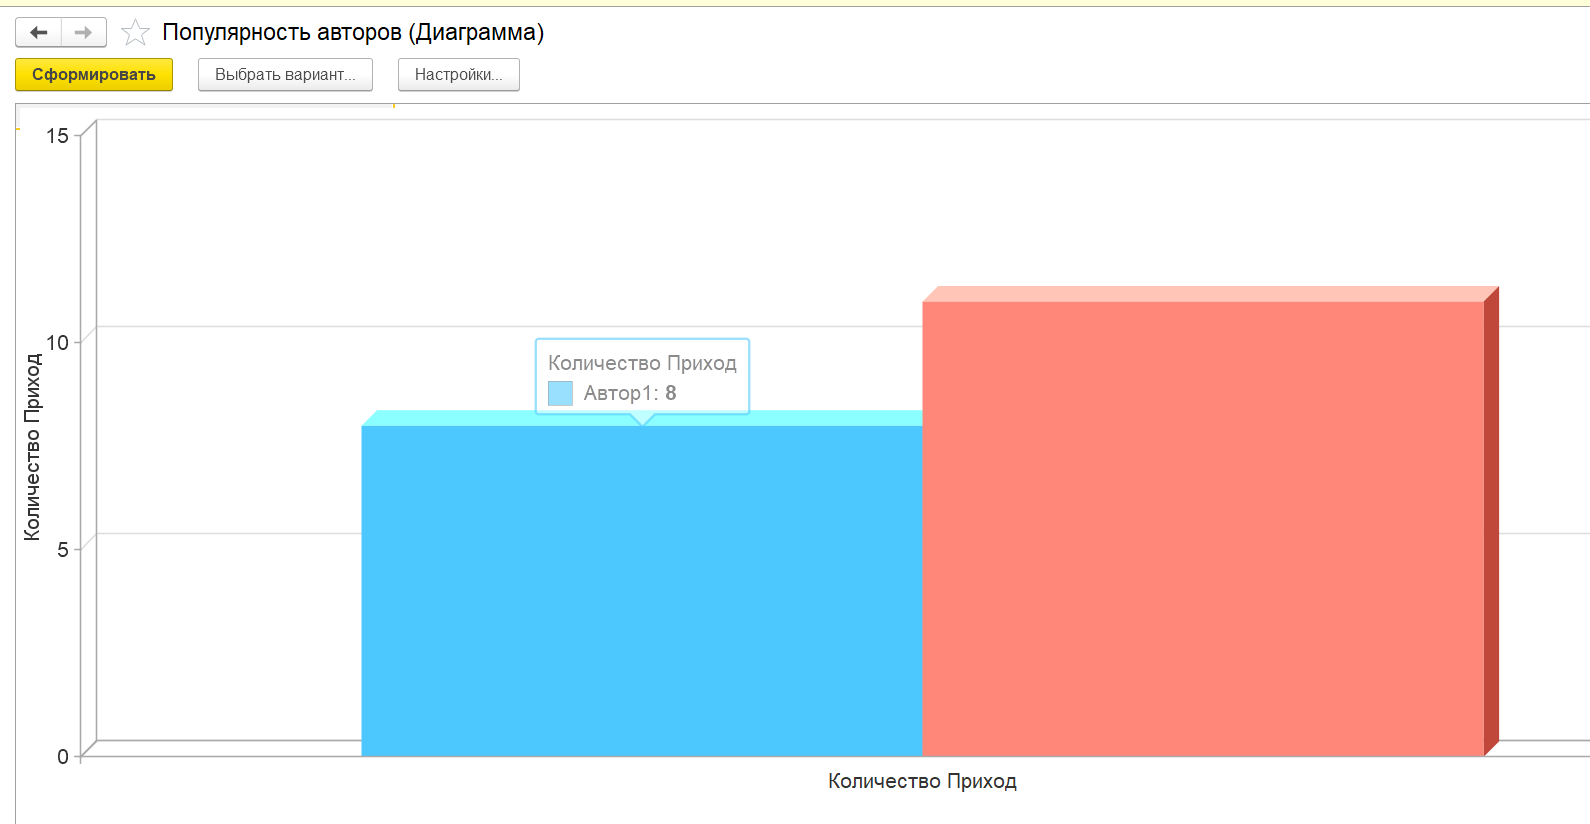 Популярность авторов (Диаграмма)
Сформировать
Выбрать вариант...
Настройки...
15
10
5
0
Количество Приход
Количество Приход
Автор1: 8
Количество Приход